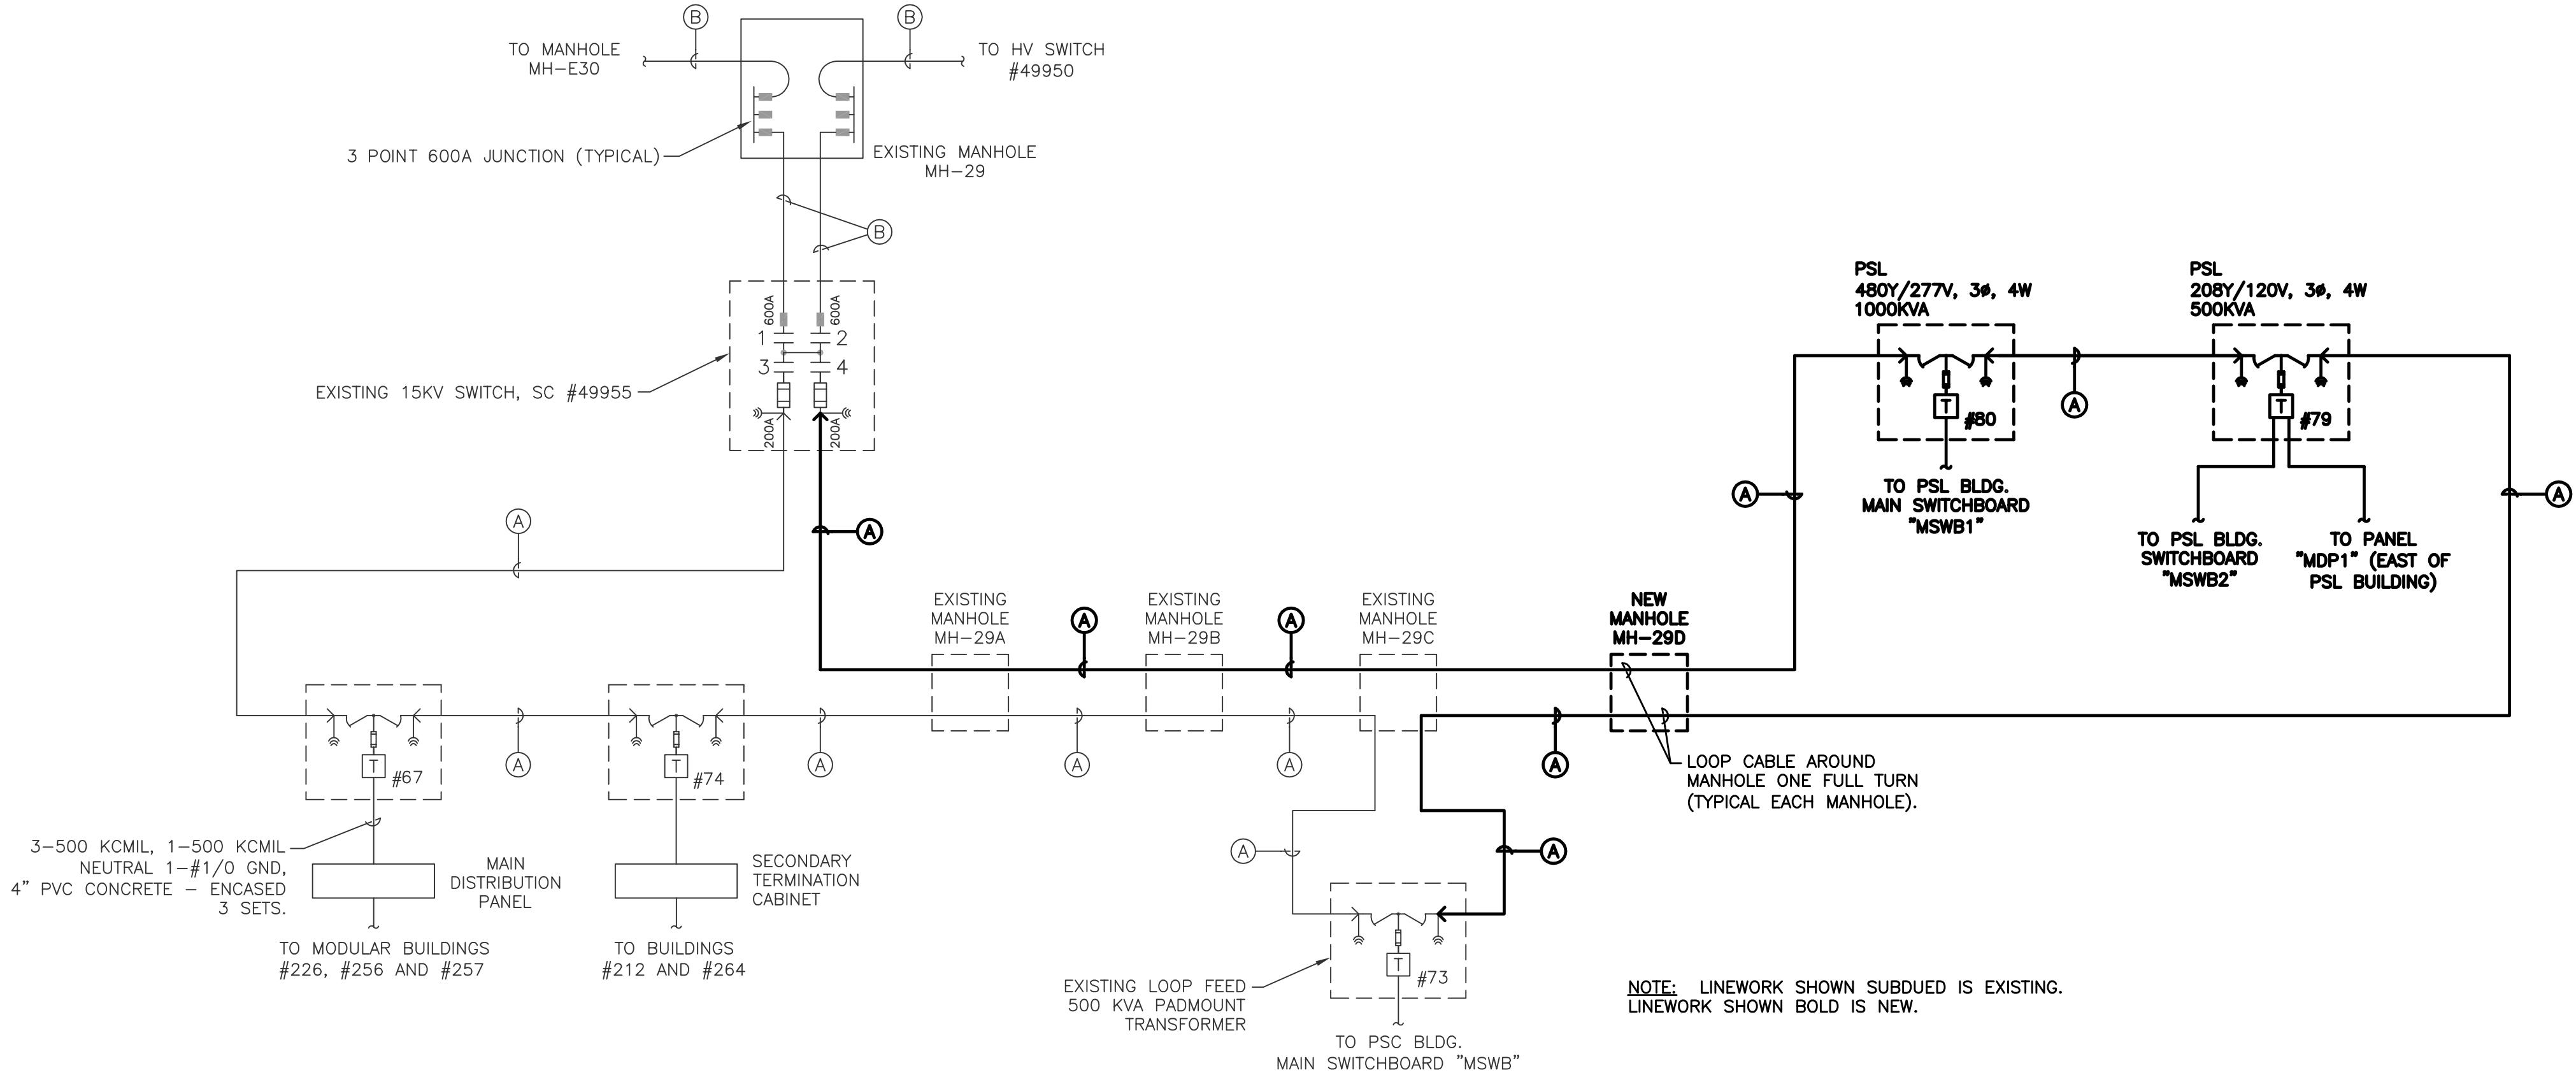 B
B
TO MANHOLE
MH-E30
TO HV SWITCH
#49950
3 POINT 600A JUNCTION (TYPICAL)
EXISTING MANHOLE
MH-29
B
600A
600A
1
2
3
4
200A
200A
EXISTING 15KV SWITCH, SC #49955
PSL
480Y/277V, 3ø, 4W
1000KVA
T
#80
TO PSL BLDG.
MAIN SWITCHBOARD
"MSWB1"
A
PSL
208Y/120V, 3ø, 4W
500KVA
T
#79
TO PSL BLDG.
SWITCHBOARD
"MSWB2"
TO PANEL
"MDP1" (EAST OF
PSL BUILDING)
A
A
A
A
EXISTING
MANHOLE
MH-29A
A
EXISTING
MANHOLE
MH-29B
A
EXISTING
MANHOLE
MH-29C
NEW
MANHOLE
MH-29D
T
#67
A
T
#74
A
A
A
A
LOOP CABLE AROUND
MANHOLE ONE FULL TURN
(TYPICAL EACH MANHOLE).
3-500 KCMIL, 1-500 KCMIL
NEUTRAL 1-#1/0 GND,
4" PVC CONCRETE - ENCASED
3 SETS.
MAIN
DISTRIBUTION
PANEL
SECONDARY
TERMINATION
CABINET
A
A
TO MODULAR BUILDINGS
#226, #256 AND #257
TO BUILDINGS
#212 AND #264
T
#73
EXISTING LOOP FEED
500 KVA PADMOUNT
TRANSFORMER
TO PSC BLDG.
MAIN SWITCHBOARD "MSWB"
NOTE: LINEWORK SHOWN SUBDUED IS EXISTING.
LINEWORK SHOWN BOLD IS NEW.